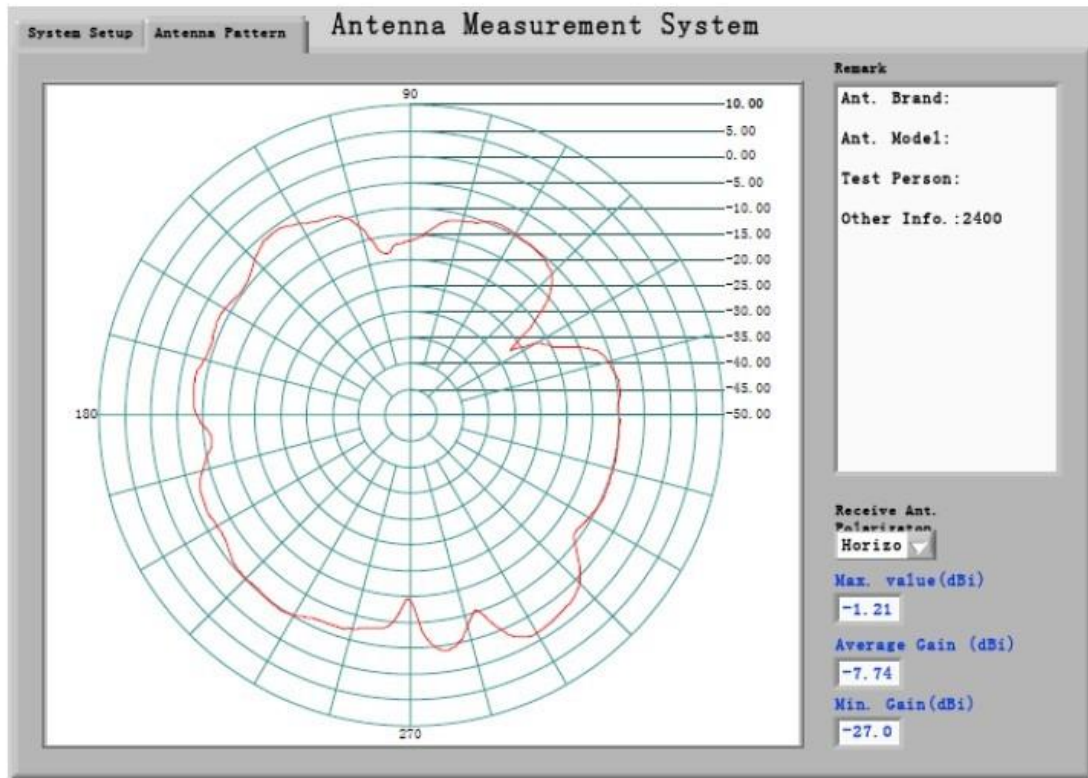 Antenna Measurement System
System Setup
Antenna Pattern
90
10.00
5.00
0.00
-5.00
-10.00
-15.00
-20.00
-25.00
-30.00
-35.00
-40.00
-45.00
-50.00
180
270
Remark
Ant. Brand:
Ant. Model:
Test Person:
Other Info.:2400
Receive Ant.
Polarizaton
Horizo
Max. value(dBi)
-1.21
Average Gain (dBi)
-7.74
Min. Gain(dBi)
-27.0